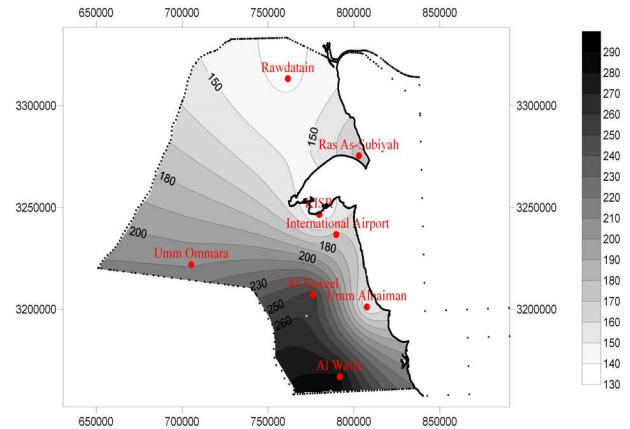 650000 700000 750000 800000 850000
Rawdatain
150
3300000 3300000
150
Ras As-Subiyah
180
KISR
3250000 3250000
International Airport
180
200
200
Umm Ommara
230
Al Taweel
Umm Alhaiman
250
260
3200000 3200000
Al Wafra
650000 700000 750000 800000 850000
290
280
270
260
250
240
230
220
210
200
190
180
170
160
150
140
130